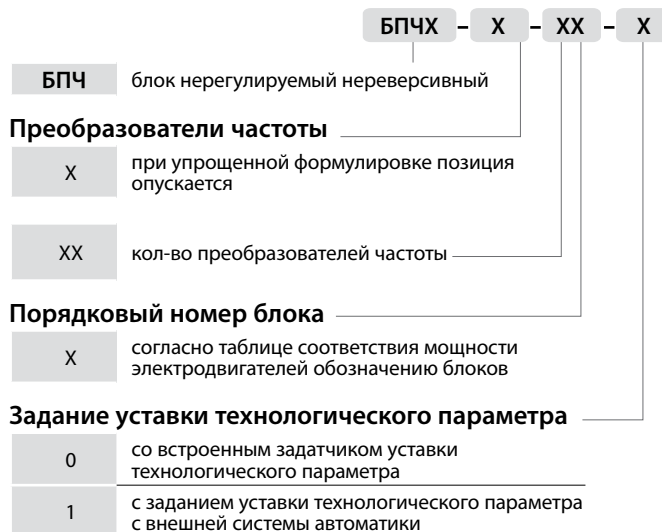 БПЧХ – Х – ХХ – Х
БПЧ блок нерегулируемый нереверсивный
Преобразователи частоты
Х при упрощенной формулировке позиция
опускается
ХХ кол-во преобразователей частоты
Порядковый номер блока
Х согласно таблице соответствия мощности
электродвигателей обозначению блоков
Задание уставки технологического параметра
0 со встроенным задатчиком уставки
технологического параметра
1 с заданием уставки технологического параметра
с внешней системы автоматики